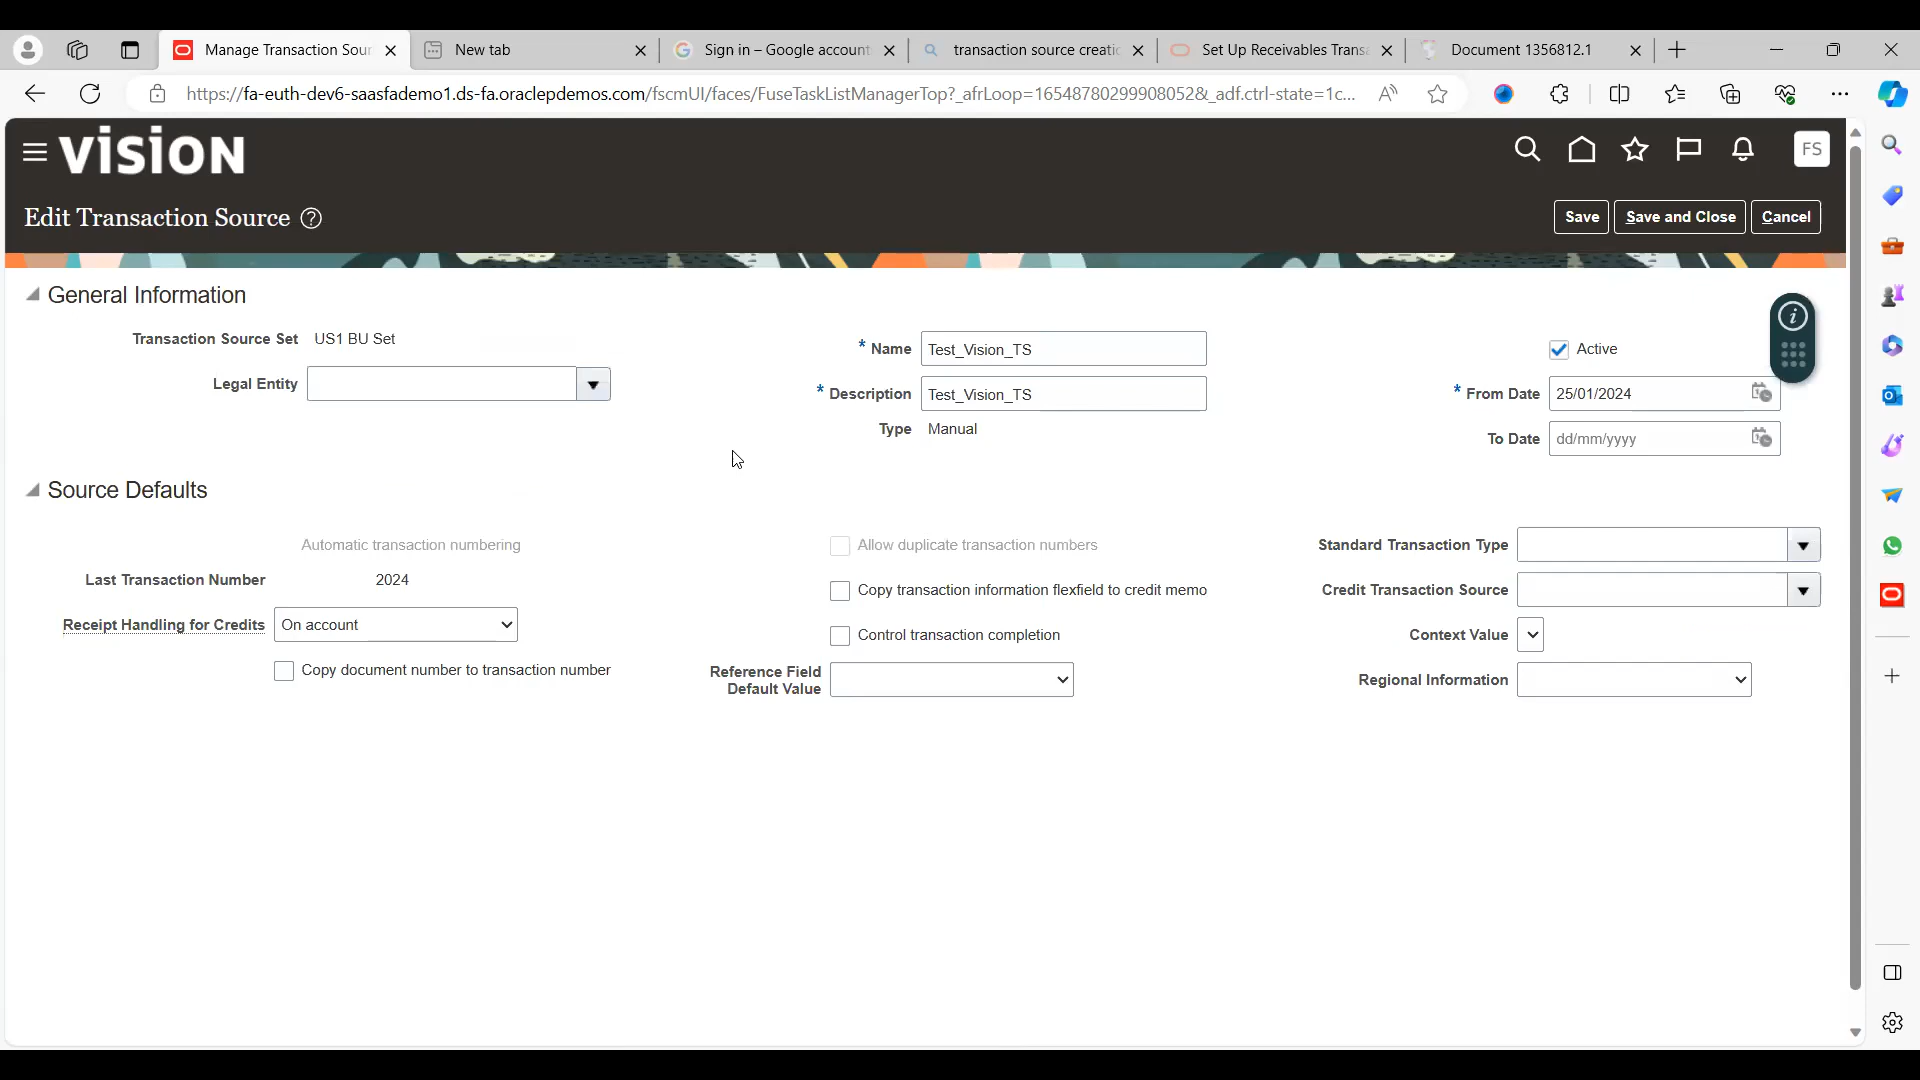 Manage Transaction Sour
New tab
Sign in – Google account
transaction source creatic
Set Up Receivables Transa
Document 1356812.1
https://fa-euth-dev6-saasfademo1.ds-fa.oraclepdemos.com/fscmUI/faces/FuseTaskListManagerTop?_afrLoop=16548780299908052&_adf.ctrl-state=1c...
VISION
FS
Edit Transaction Source
Save
Save and Close
Cancel
General Information
Transaction Source Set US1 BU Set
* Name Test_Vision_TS
Active
Legal Entity
* Description Test_Vision_TS
* From Date 25/01/2024
Type Manual
To Date dd/mm/yyyy
Source Defaults
Automatic transaction numbering
Allow duplicate transaction numbers
Standard Transaction Type
Last Transaction Number 2024
Copy transaction information flexfield to credit memo
Credit Transaction Source
Receipt Handling for Credits On account
Control transaction completion
Context Value
Copy document number to transaction number
Reference Field
Default Value
Regional Information